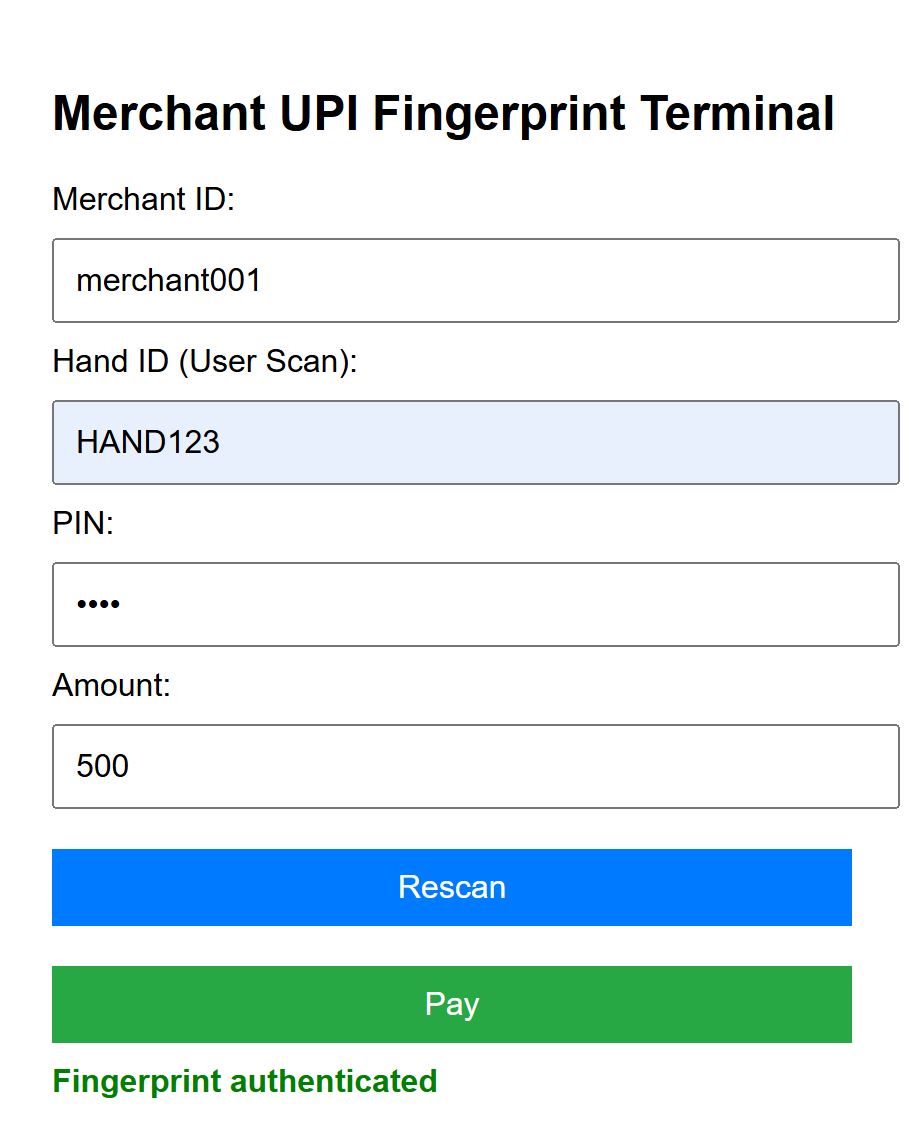 Merchant UPI Fingerprint Terminal
Merchant ID:
merchant001
Hand ID (User Scan):
HAND123
PIN:
••••
Amount:
500
Rescan
Pay
Fingerprint authenticated